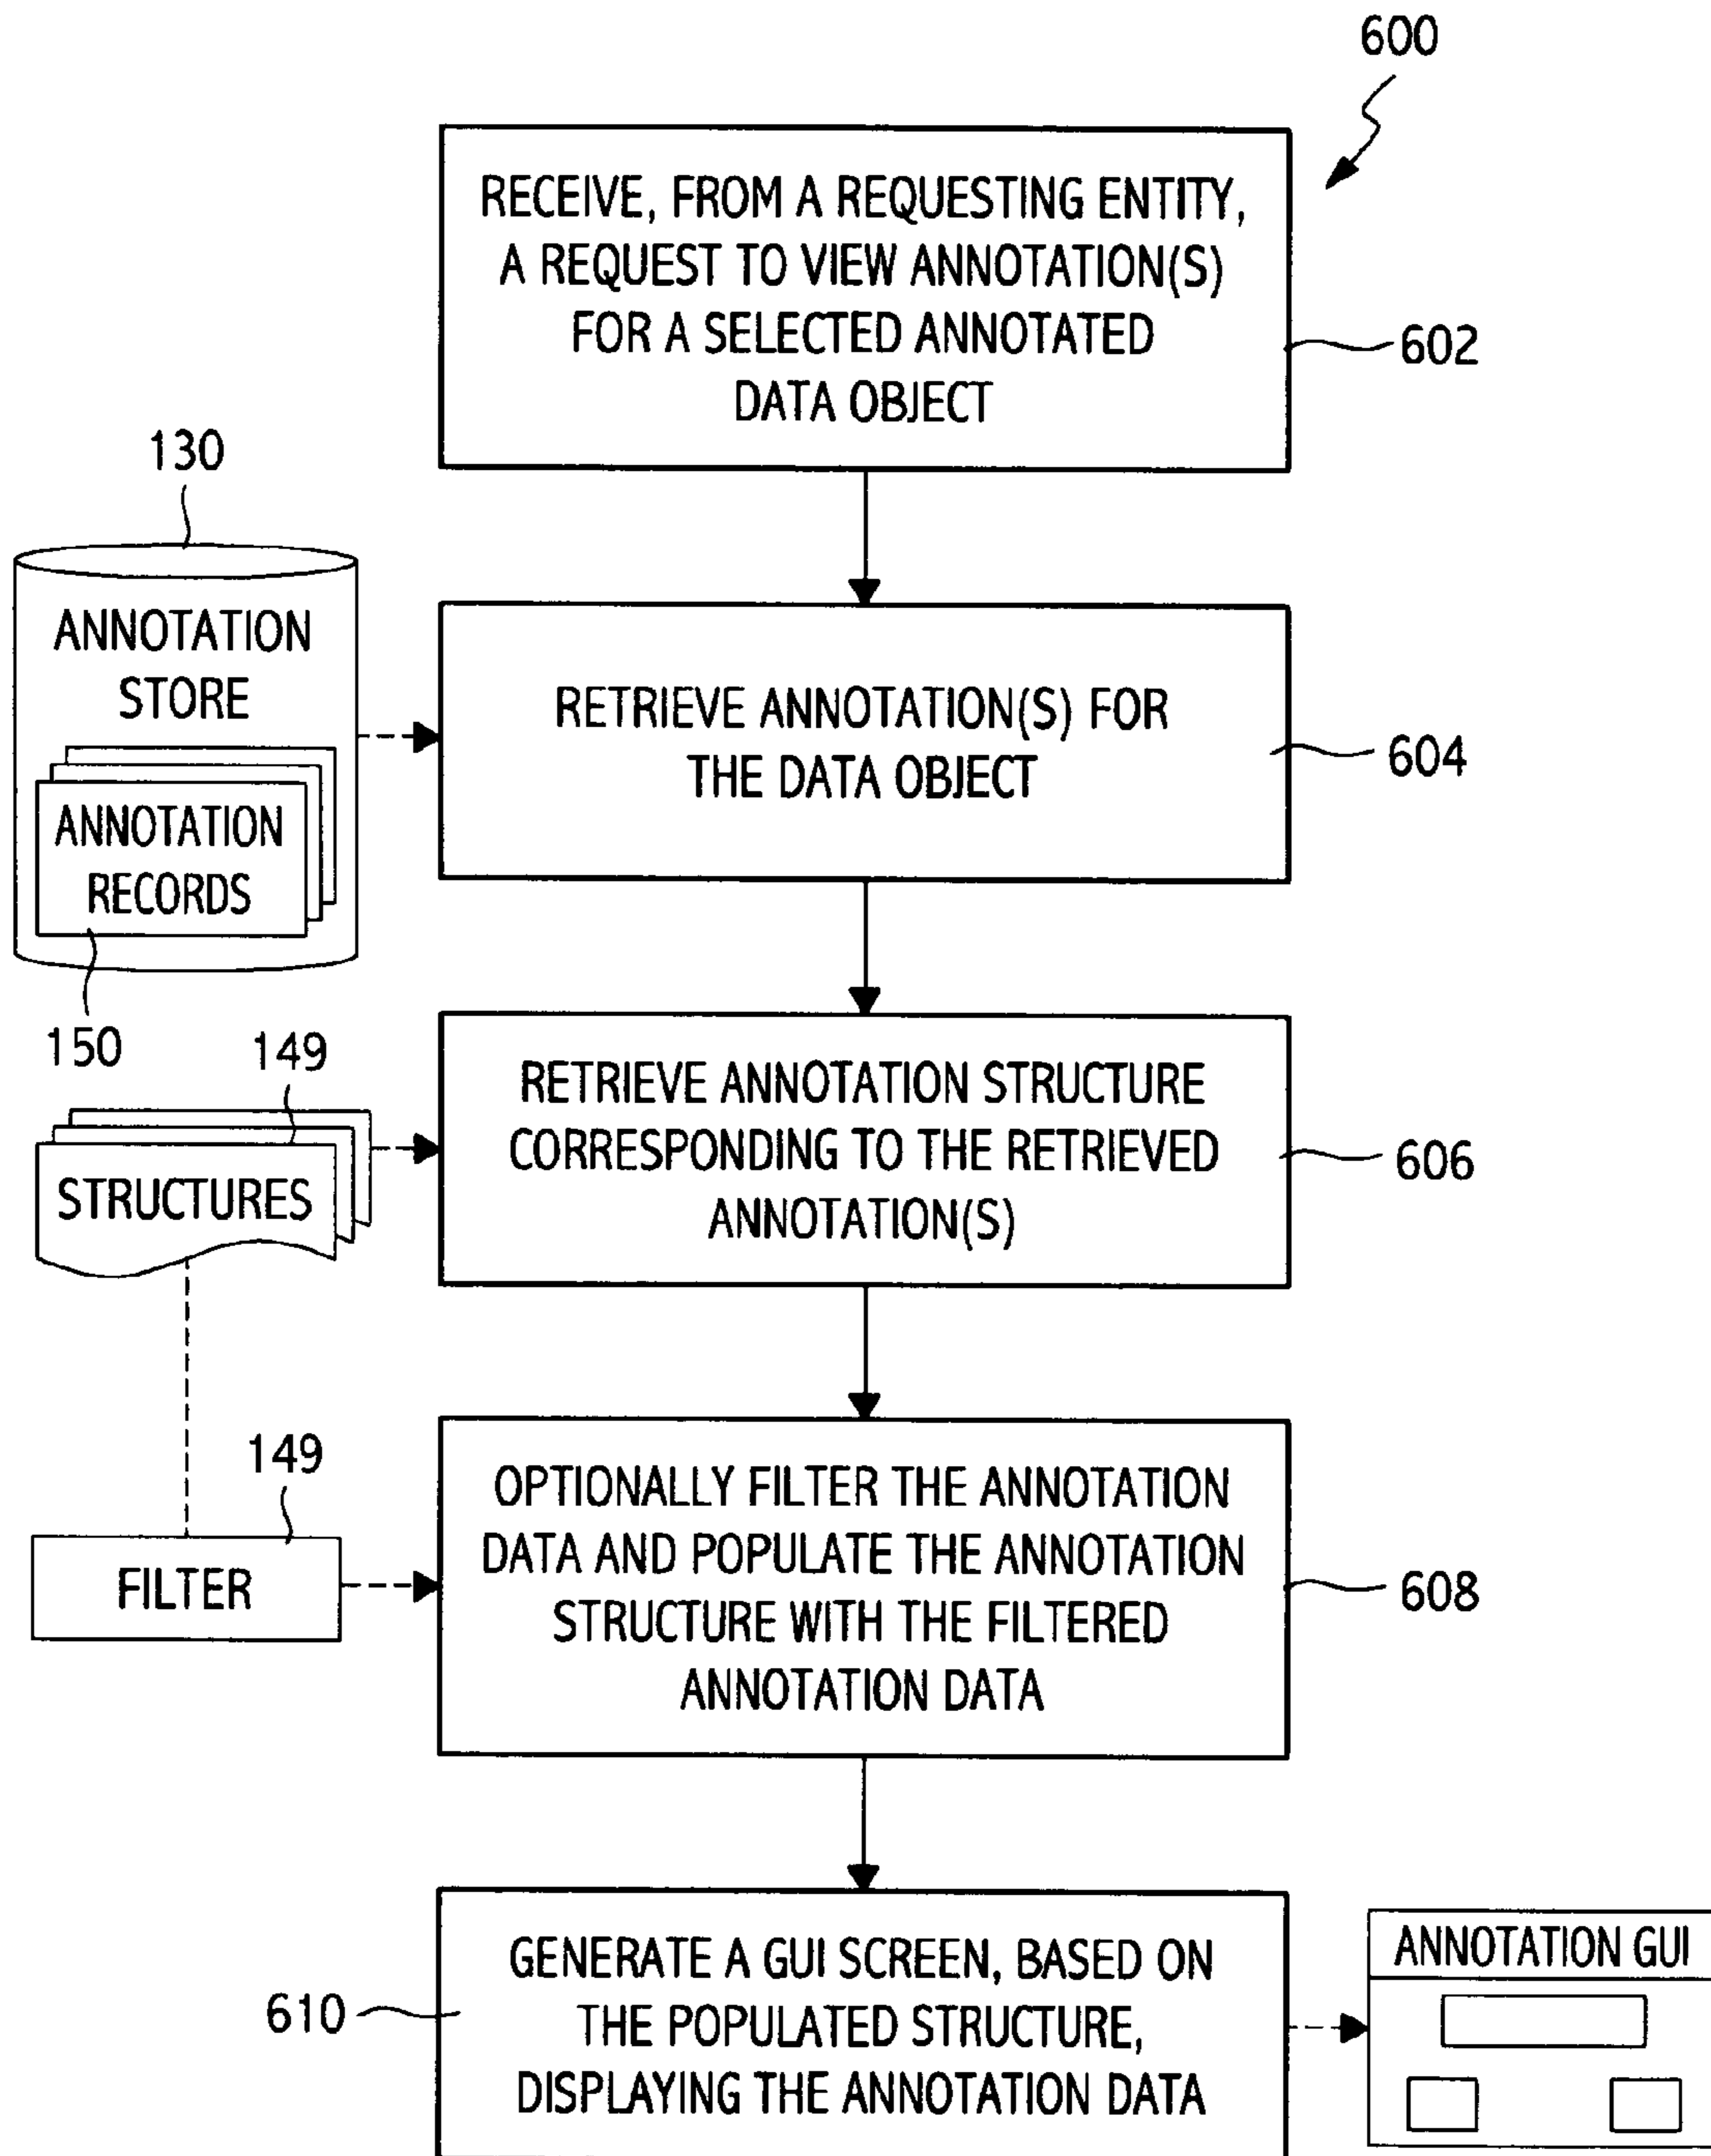 600
RECEIVE, FROM A REQUESTING ENTITY,
A REQUEST TO VIEW ANNOTATION(S)
FOR A SELECTED ANNOTATED
DATA OBJECT
602
130
ANNOTATION
STORE
ANNOTATION
RECORDS
150
RETRIEVE ANNOTATION(S) FOR
THE DATA OBJECT
604
149
STRUCTURES
RETRIEVE ANNOTATION STRUCTURE
CORRESPONDING TO THE RETRIEVED
ANNOTATION(S)
606
149
FILTER
OPTIONALLY FILTER THE ANNOTATION
DATA AND POPULATE THE ANNOTATION
STRUCTURE WITH THE FILTERED
ANNOTATION DATA
608
610
GENERATE A GUI SCREEN, BASED ON
THE POPULATED STRUCTURE,
DISPLAYING THE ANNOTATION DATA
ANNOTATION GUI